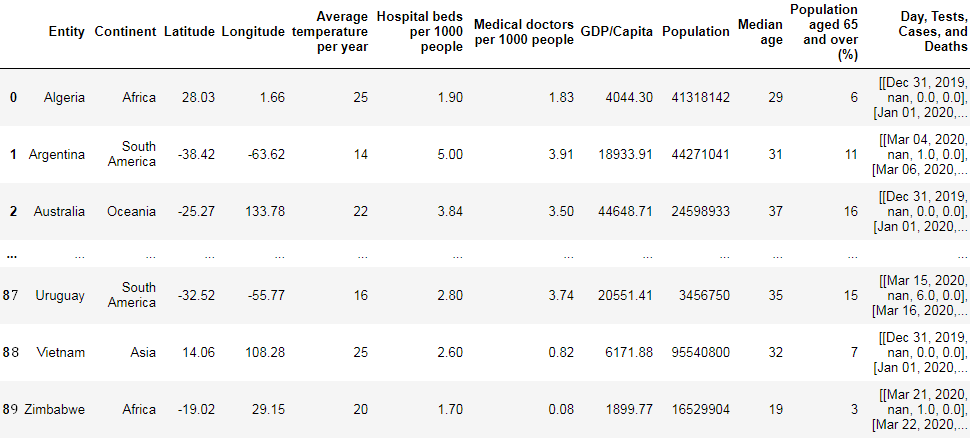 Entity Continent Latitude Longitude Average temperature per year Hospital beds per 1000 people Medical doctors per 1000 people GDP/Capita Population Median age Population aged 65 and over (%) Day, Tests, Cases, and Deaths
0 Algeria Africa 28.03 1.66 25 1.90 1.83 4044.30 41318142 29 6 [[Dec 31, 2019, nan, 0.0, 0.0], [Jan 01, 2020,...
1 Argentina South America -38.42 -63.62 14 5.00 3.91 18933.91 44271041 31 11 [[Mar 04, 2020, nan, 1.0, 0.0], [Mar 06, 2020,...
2 Australia Oceania -25.27 133.78 22 3.84 3.50 44648.71 24598933 37 16 [[Dec 31, 2019, nan, 0.0, 0.0], [Jan 01, 2020,...
... ... ... ... ... ... ... ... ... ... ... ... ...
87 Uruguay South America -32.52 -55.77 16 2.80 3.74 20551.41 3456750 35 15 [[Mar 15, 2020, nan, 6.0, 0.0], [Mar 16, 2020,...
88 Vietnam Asia 14.06 108.28 25 2.60 0.82 6171.88 95540800 32 7 [[Dec 31, 2019, nan, 0.0, 0.0], [Jan 01, 2020,...
89 Zimbabwe Africa -19.02 29.15 20 1.70 0.08 1899.77 16529904 19 3 [[Mar 21, 2020, nan, 1.0, 0.0], [Mar 22, 2020,...